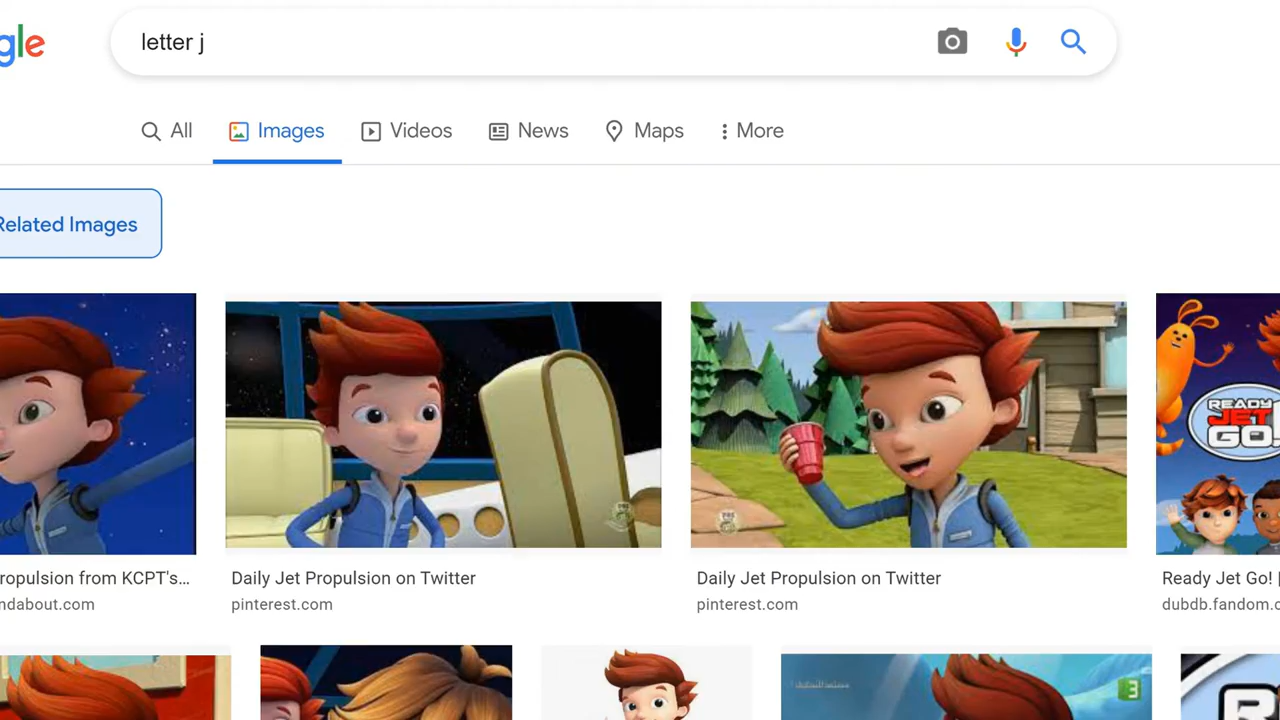 gle
letter j
All Images Videos News Maps More
Related Images
READY
JET
GO!
ropulsion from KCPT's...
Daily Jet Propulsion on Twitter
Daily Jet Propulsion on Twitter
Ready Jet Go! |
ndabout.com
pinterest.com
pinterest.com
dubdb.fandom.c
3
R